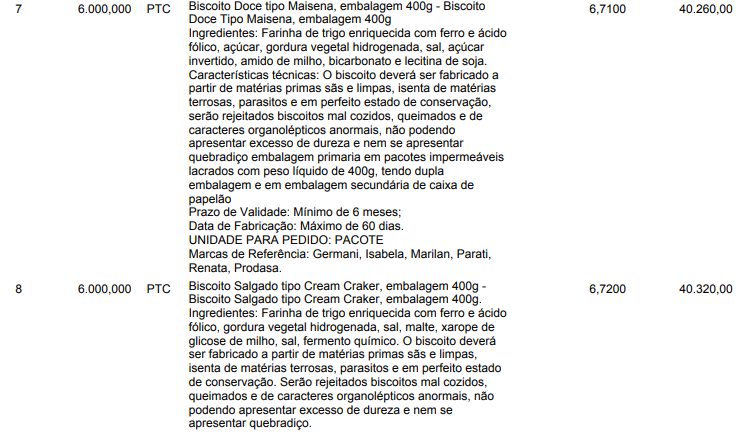 7 6.000,000 PTC Biscoito Doce tipo Maisena, embalagem 400g - Biscoito 6,7100 40.260,00
Doce Tipo Maisena, embalagem 400g
Ingredientes: Farinha de trigo enriquecida com ferro e ácido
fólico, açúcar, gordura vegetal hidrogenada, sal, açúcar
invertido, amido de milho, bicarbonato e lecitina de soja.
Características técnicas: O biscoito deverá ser fabricado a
partir de matérias primas sãs e limpas, isenta de matérias
terrosas, parasitos e em perfeito estado de conservação,
serão rejeitados biscoitos mal cozidos, queimados e de
caracteres organolépticos anormais, não podendo
apresentar excesso de dureza e nem se apresentar
quebradiço embalagem primaria em pacotes impermeáveis
lacrados com peso líquido de 400g, tendo dupla
embalagem e em embalagem secundária de caixa de
papelão
Prazo de Validade: Mínimo de 6 meses;
Data de Fabricação: Máximo de 60 dias.
UNIDADE PARA PEDIDO: PACOTE
Marcas de Referência: Germani, Isabela, Marilan, Parati,
Renata, Prodasa.
8 6.000,000 PTC Biscoito Salgado tipo Cream Craker, embalagem 400g - 6,7200 40.320,00
Biscoito Salgado tipo Cream Craker, embalagem 400g.
Ingredientes: Farinha de trigo enriquecida com ferro e ácido
fólico, gordura vegetal hidrogenada, sal, malte, xarope de
glicose de milho, sal, fermento químico. O biscoito deverá
ser fabricado a partir de matérias primas sãs e limpas,
isenta de matérias terrosas, parasitos e em perfeito estado
de conservação. Serão rejeitados biscoitos mal cozidos,
queimados e de caracteres organolépticos anormais, não
podendo apresentar excesso de dureza e nem se
apresentar quebradiço.